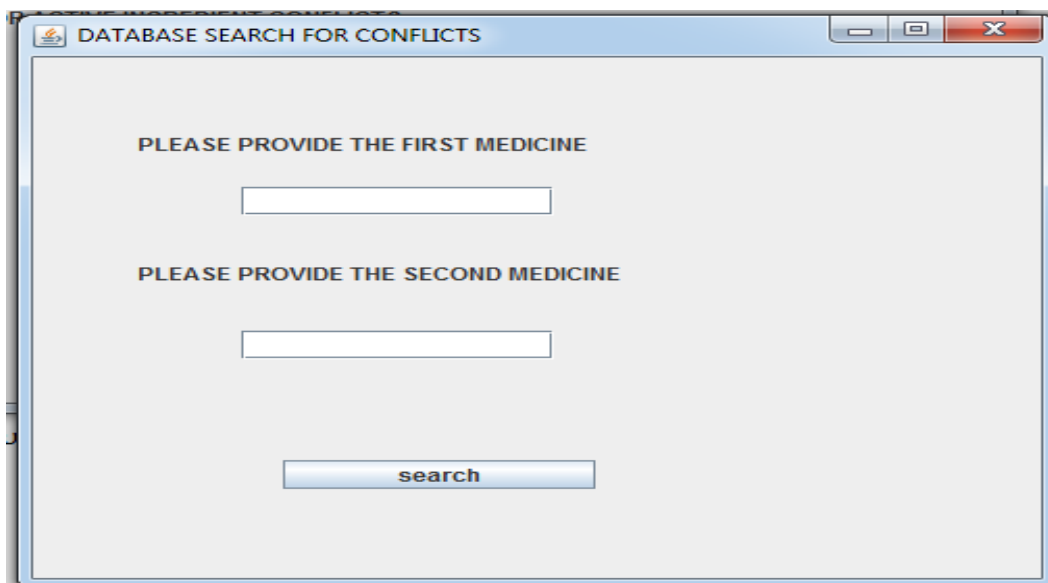 DATABASE SEARCH FOR CONFLICTS
PLEASE PROVIDE THE FIRST MEDICINE
PLEASE PROVIDE THE SECOND MEDICINE
search